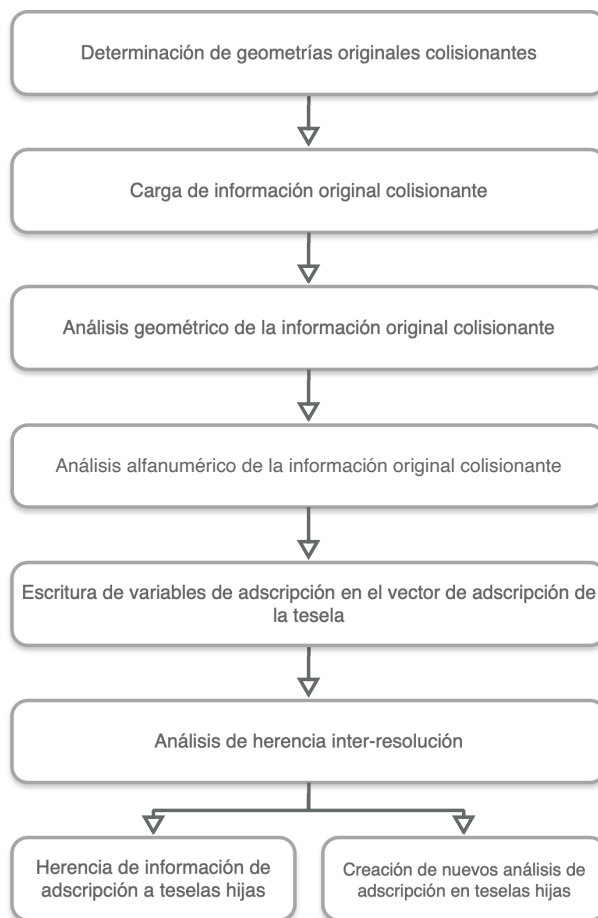 Determinación de geometrías originales colisionantes
Carga de información original colisionante
Análisis geométrico de la información original colisionante
Análisis alfanumérico de la información original colisionante
Escritura de variables de adscripción en el vector de adscripción de
la tesela
Análisis de herencia inter-resolución
Herencia de información de
adscripción a teselas hijas
Creación de nuevos análisis de
adscripción en teselas hijas